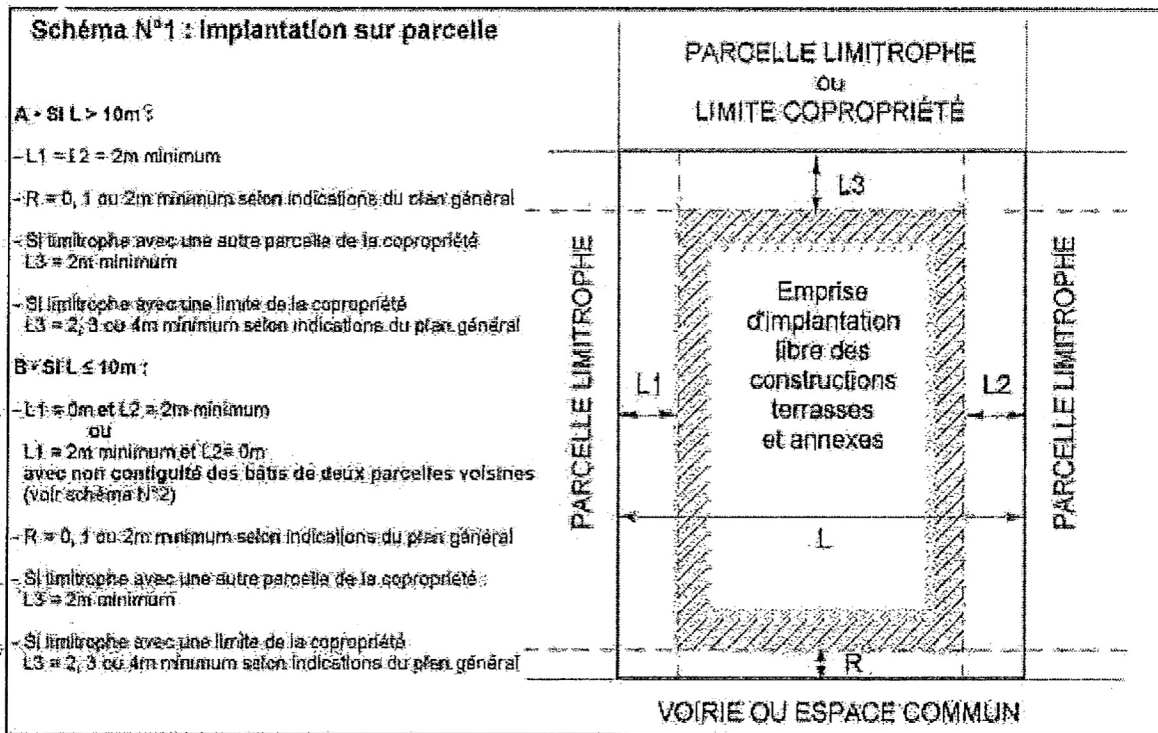 Schéma N°1 : Implantation sur parcelle
A - Si L > 10m :
- L1 = L2 = 2m minimum
- R = 0, 1 ou 2m minimum selon indications du plan général
- Si limitrophe avec une autre parcelle de la copropriété
L3 = 2m minimum
- Si limitrophe avec une limite de la copropriété
L3 = 2, 3 ou 4m minimum selon indications du plan général
B - Si L ≤ 10m :
- L1 = 0m et L2 = 2m minimum
ou
L1 = 2m minimum et L2= 0m
avec non contiguité des bâtis de deux parcelles voisines
(voir schéma N°2)
- R = 0, 1 ou 2m minimum selon indications du plan général
- Si limitrophe avec une autre parcelle de la copropriété :
L3 = 2m minimum
- Si limitrophe avec une limite de la copropriété
L3 = 2, 3 ou 4m minimum selon indications du plan général
PARCELLE LIMITROPHE
ou
LIMITE COPROPRIÉTÉ
L3
PARCELLE LIMITROPHE
L1
Emprise
d'implantation
libre des
constructions
terrasses
et annexes
L2
PARCELLE LIMITROPHE
L
R
VOIRIE OU ESPACE COMMUN